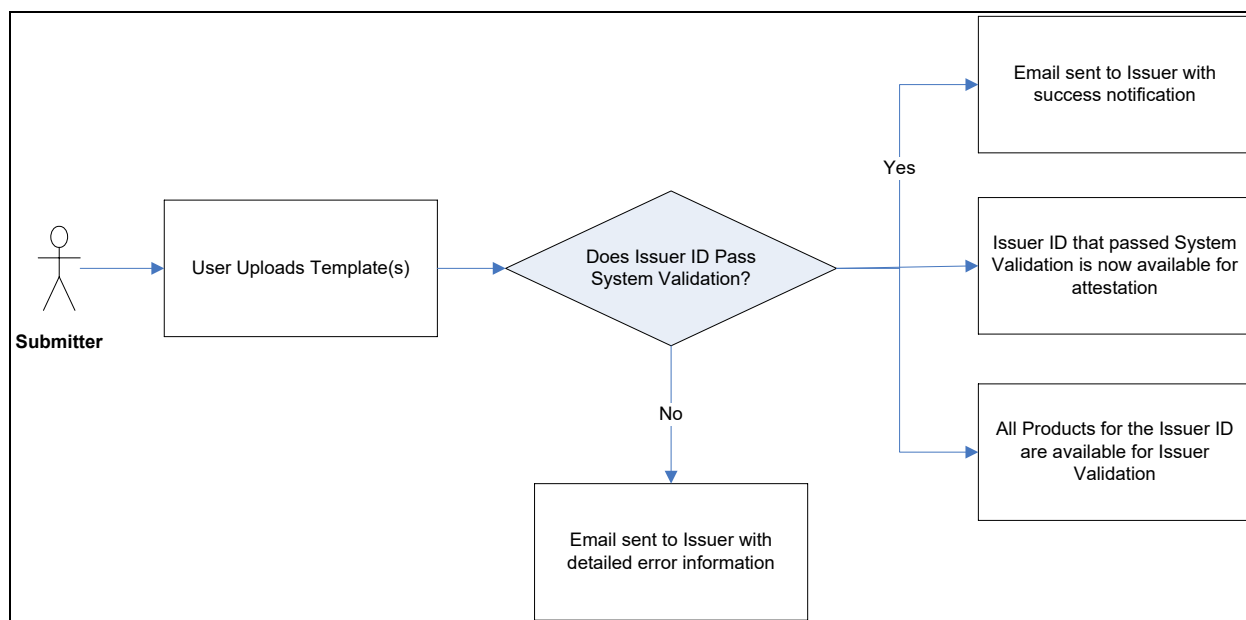 Submitter
User Uploads Template(s)
Does Issuer ID Pass
System Validation?
Yes
Email sent to Issuer with
success notification
Issuer ID that passed System
Validation is now available for
attestation
All Products for the Issuer ID
are available for Issuer
Validation
No
Email sent to Issuer with
detailed error information